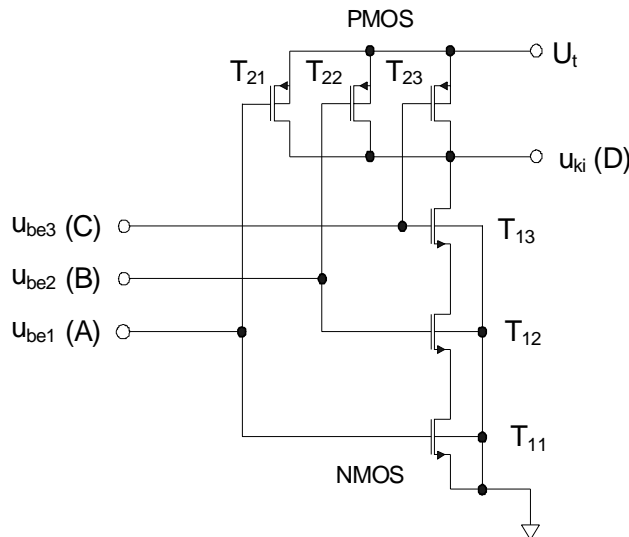 PMOS
T21
T22
T23
Ut
uki (D)
ube3 (C)
T13
ube2 (B)
ube1 (A)
T12
T11
NMOS